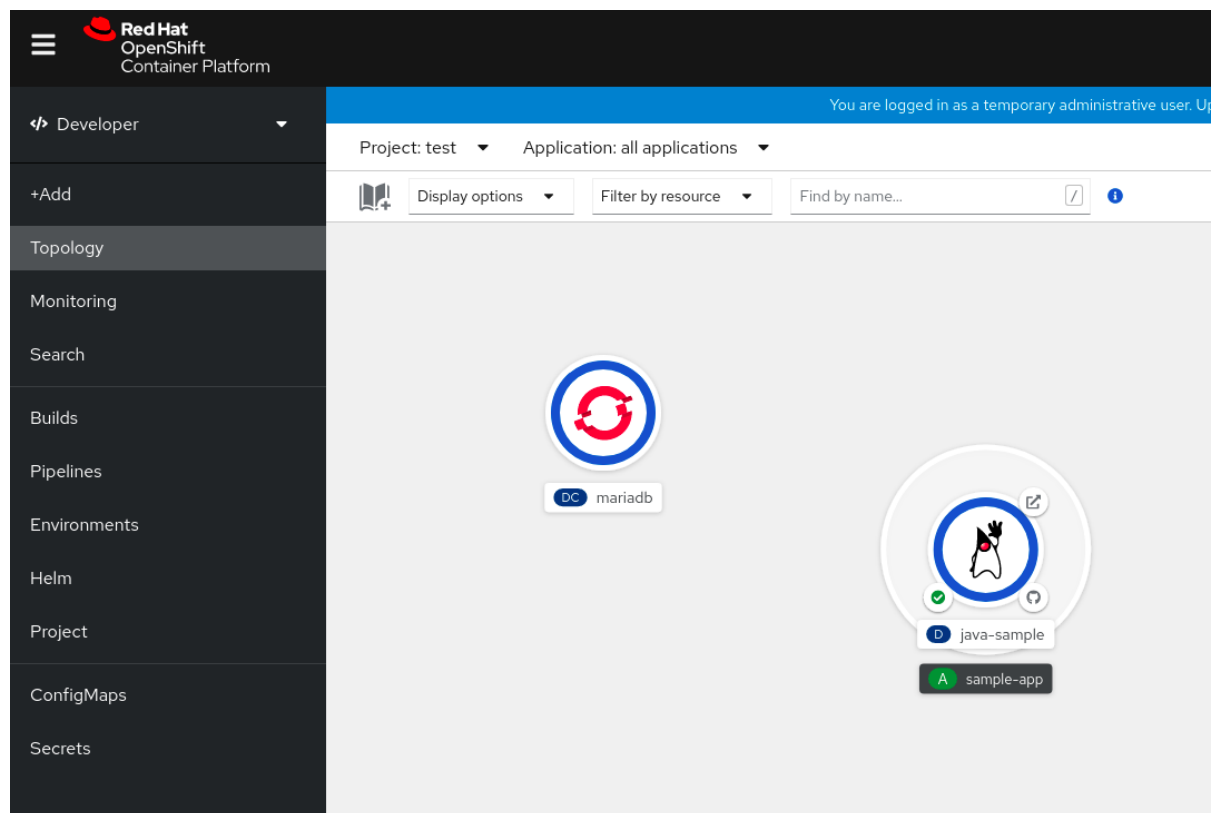 Red Hat
OpenShift
Container Platform
Developer
You are logged in as a temporary administrative user.
Project: test
Application: all applications
+Add
Display options
Filter by resource
Find by name...
/
Topology
Monitoring
Search
Builds
Pipelines
Environments
Helm
Project
ConfigMaps
Secrets
DC mariadb
D java-sample
A sample-app